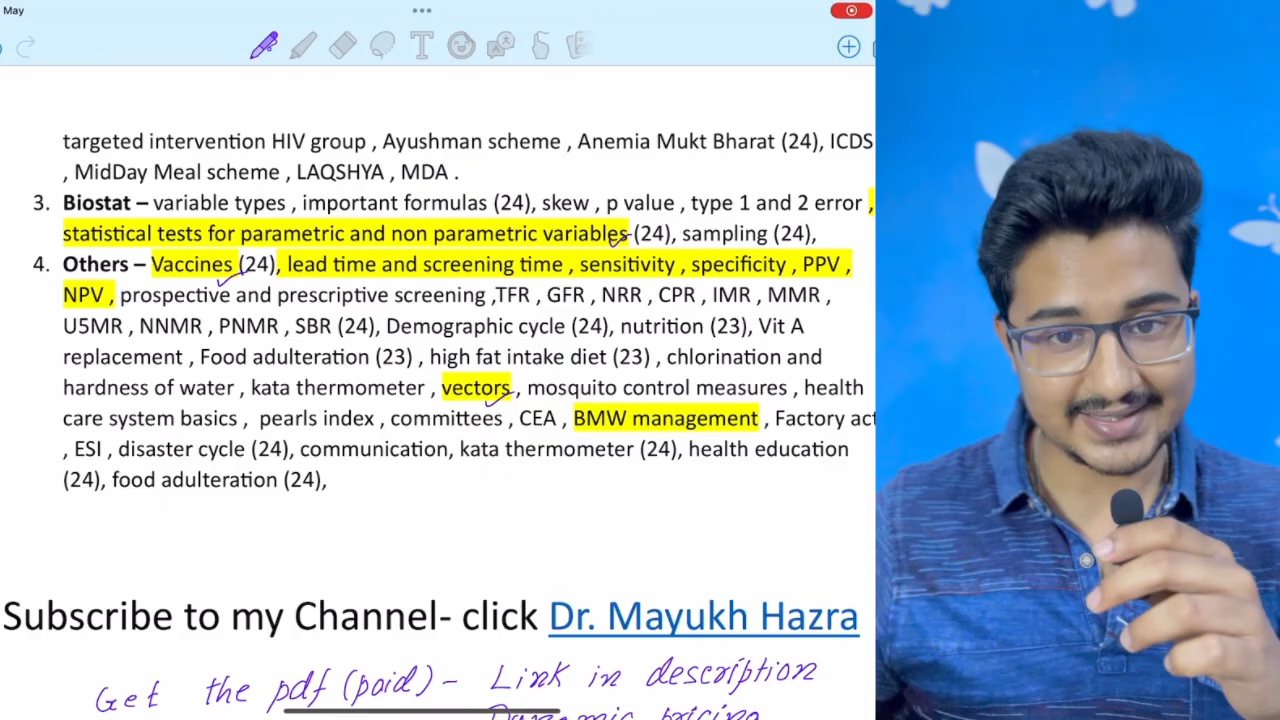 May
targeted intervention HIV group , Ayushman scheme , Anemia Mukt Bharat (24), ICDS
, MidDay Meal scheme , LAQSHYA , MDA .
3. Biostat – variable types , important formulas (24), skew , p value , type 1 and 2 error ,
statistical tests for parametric and non parametric variables (24), sampling (24),
4. Others – Vaccines (24), lead time and screening time , sensitivity , specificity , PPV ,
NPV , prospective and prescriptive screening ,TFR , GFR , NRR , CPR , IMR , MMR ,
U5MR , NNMR , PNMR , SBR (24), Demographic cycle (24), nutrition (23), Vit A
replacement , Food adulteration (23) , high fat intake diet (23) , chlorination and
hardness of water , kata thermometer , vectors , mosquito control measures , health
care system basics , pearls index , committees , CEA , BMW management , Factory act
, ESI , disaster cycle (24), communication, kata thermometer (24), health education
(24), food adulteration (24),
Subscribe to my Channel- click Dr. Mayukh Hazra
Get the pdf (paid) - Link in description
Dynamic pricing